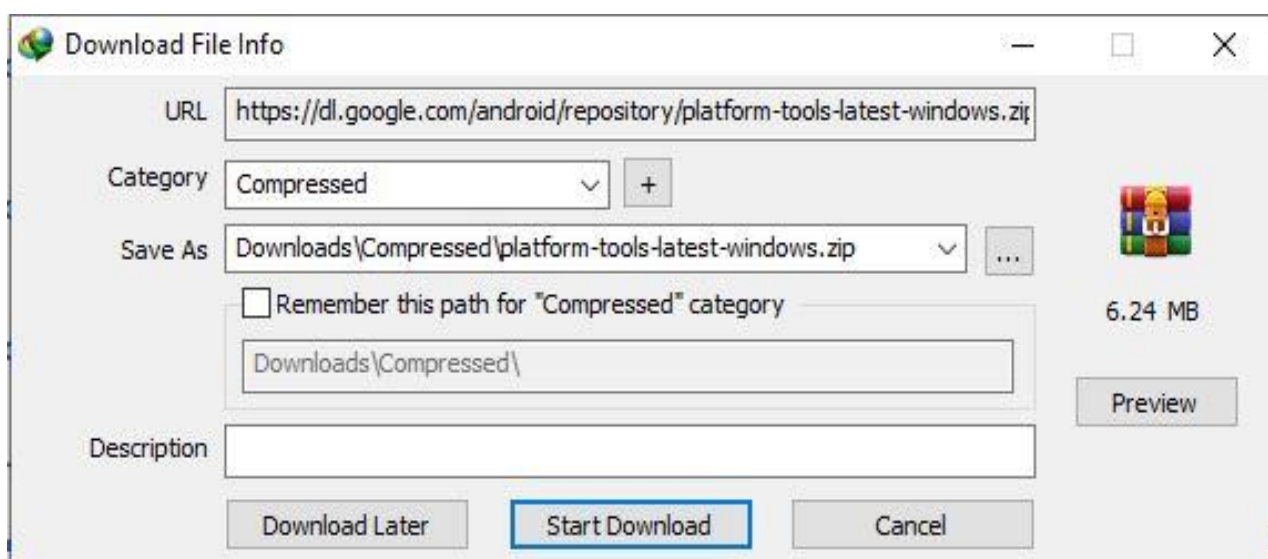 Download File Info
URL https://dl.google.com/android/repository/platform-tools-latest-windows.zip
Category Compressed +
Save As Downloads\Compressed\platform-tools-latest-windows.zip ...
Remember this path for "Compressed" category
6.24 MB
Downloads\Compressed\
Preview
Description
Download Later Start Download Cancel